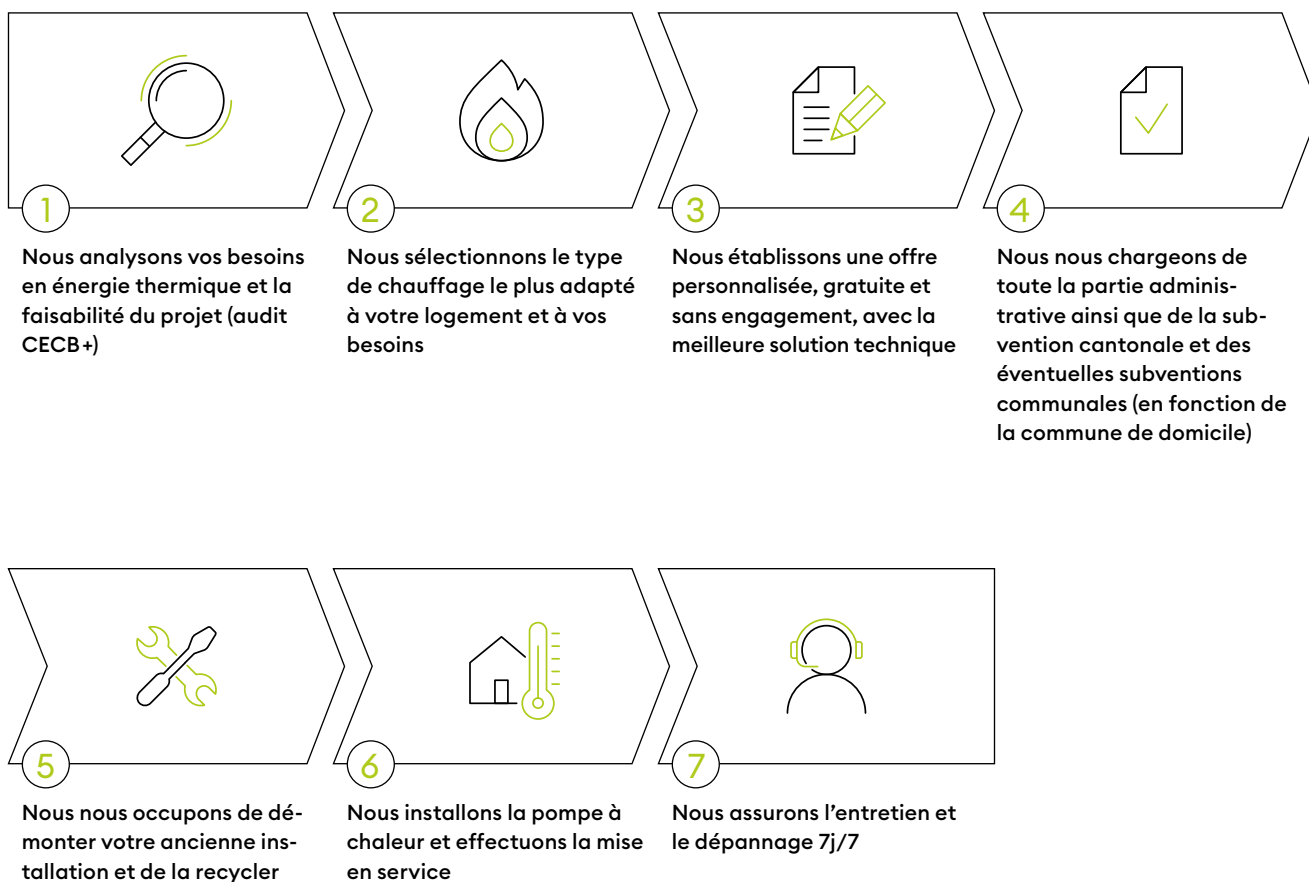 1
Nous analysons vos besoins
en énergie thermique et la
faisabilité du projet (audit
CECB+)
2
Nous sélectionnons le type
de chauffage le plus adapté
à votre logement et à vos
besoins
3
Nous établissons une offre
personnalisée, gratuite et
sans engagement, avec la
meilleure solution technique
4
Nous nous chargeons de
toute la partie adminis-
trative ainsi que de la sub-
vention cantonale et des
éventuelles subventions
communales (en fonction de
la commune de domicile)
5
Nous nous occupons de dé-
monter votre ancienne ins-
tallation et de la recycler
6
Nous installons la pompe à
chaleur et effectuons la mise
en service
7
Nous assurons l'entretien et
le dépannage 7j/7